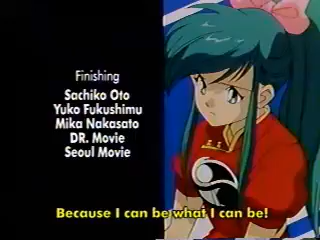 Finishing
Sachiko Oto
Yuko Fukushimu
Mika Nakasato
DR. Movie
Seoul Movie
Because I can be what I can be!